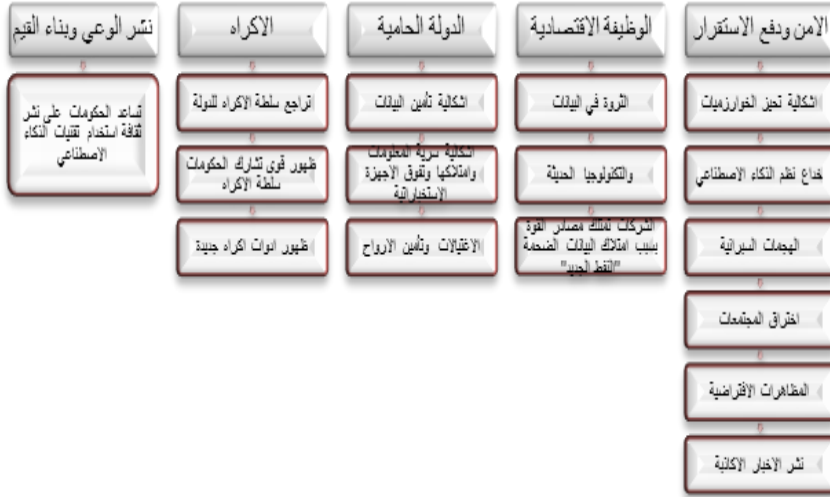 الامن ودفع الاستقرار
اشكالية تحيز الخوارزميات
خداع نظم الذكاء الاصطناعي
الهجمات السبرانية
اختراق المجتمعات
المظاهرات الافتراضية
نشر الاخبار الاكاذبة
الوظيفة الاقتصادية
الثروة في البيانات
والتكنولوجيا الحديثة
الشركات تمتلك مصادر القوة
بسبب امتلاك البيانات الضخمة
"النفط الجديد"
الدولة الحامية
اشكالية تأمين البيانات
اشكالية سرية المعلومات
وامتلاكها وتفوق الاجهزة
الاستخباراتية
الاغتيالات وتأمين الارواح
الاكراه
تراجع سلطة الاكراه للدولة
ظهور قوى تشارك الحكومات
سلطة الاكراه
ظهور ادوات اكراه جديدة
نشر الوعي وبناء القيم
تساعد الحكومات على نشر
ثقافة استخدام تقنيات الذكاء
الاصطناعي